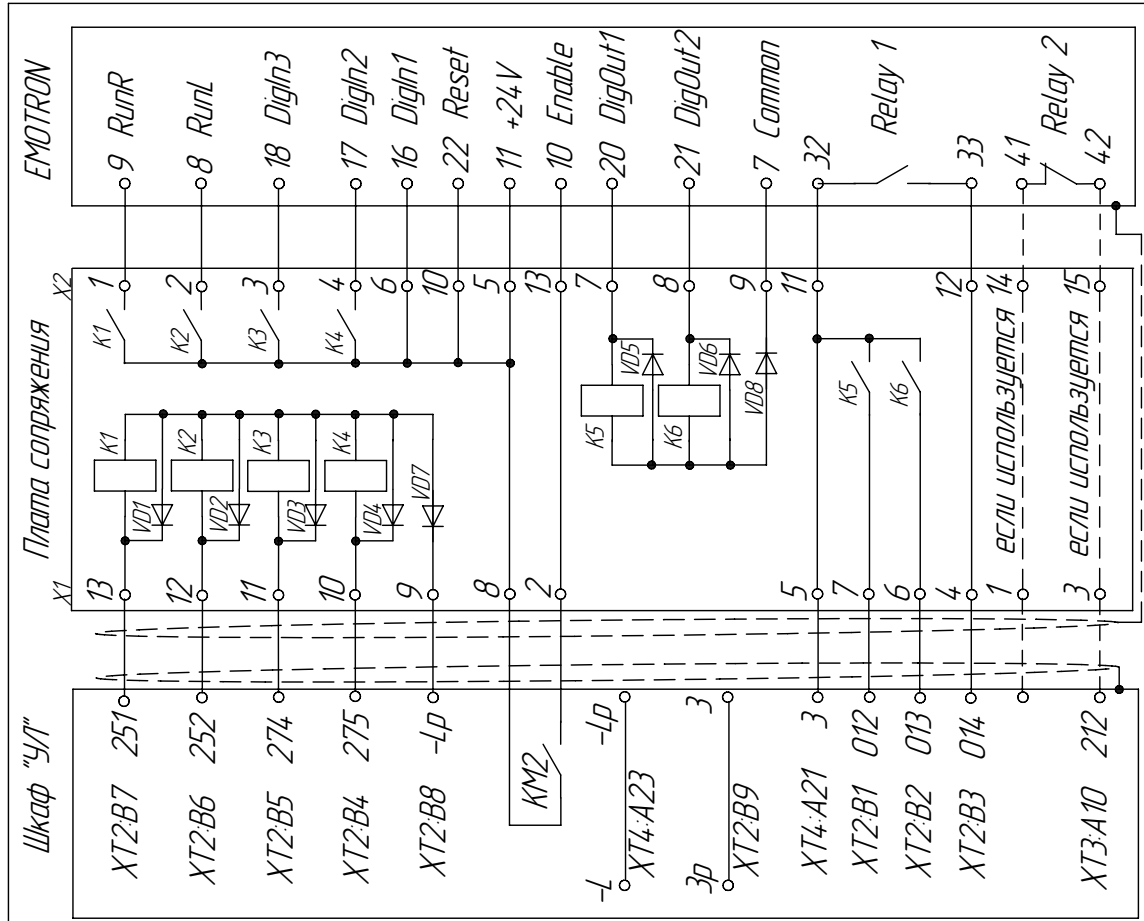 EMOTRON
9 RunR
8 RunL
18 DigIn3
17 DigIn2
16 DigIn1
22 Reset
11 +24V
10 Enable
20 DigOut1
21 DigOut2
7 Common
32
Relay 1
33
41
Relay 2
42
Плата сопряжения
X2
1
2
3
4
6
10
5
13
7
8
9
11
12
14
15
K1
K2
K3
K4
K1
K2
K3
K4
VD1
VD2
VD3
VD4
VD7
K5
K6
VD5
VD6
VD8
K5
K6
если используется
если используется
X1
13
12
11
10
9
8
2
5
7
6
4
1
3
Шкаф "УЛ"
XT2:B7 251
XT2:B6 252
XT2:B5 274
XT2:B4 275
XT2:B8 -Lp
KM2
-L
XT4:A23
-Lp
3p
XT2:B9
3
XT4:A21 3
XT2:B1 012
XT2:B2 013
XT2:B3 014
XT3:A10 212